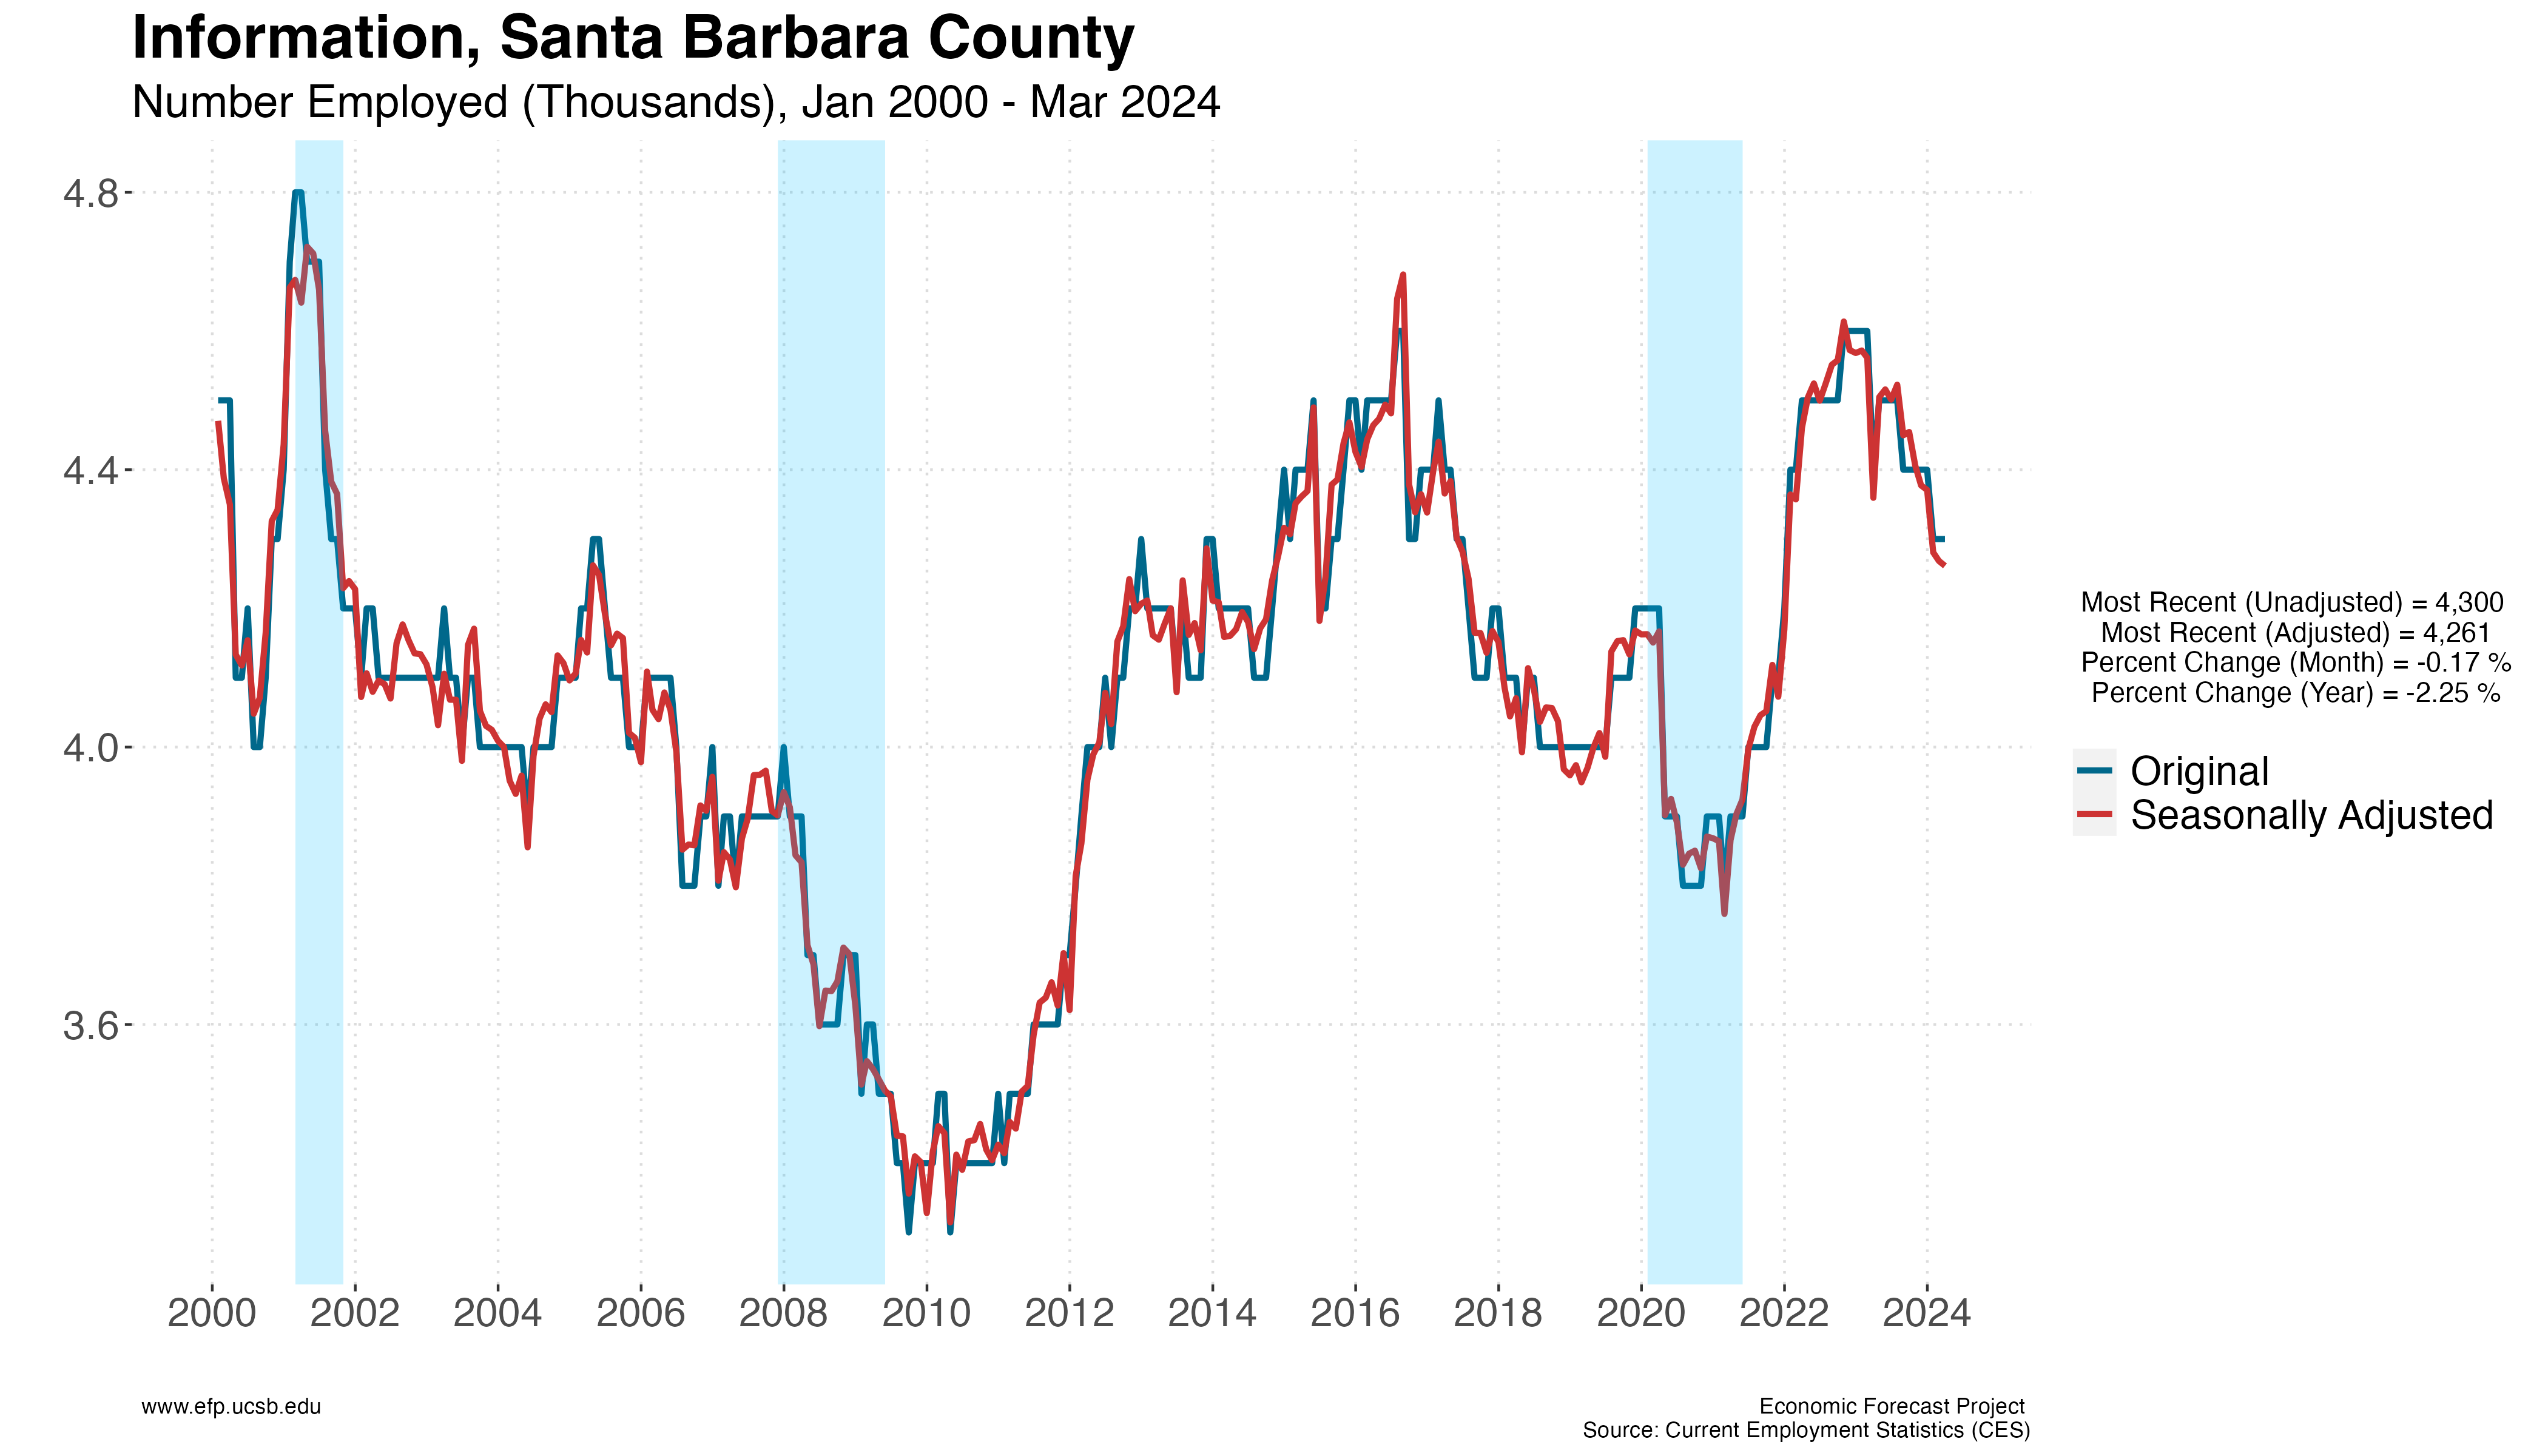 Information, Santa Barbara County
Number Employed (Thousands), Jan 2000 - Mar 2024
4.8
4.4
4.0
3.6
2000 2002 2004 2006 2008 2010 2012 2014 2016 2018 2020 2022 2024
Most Recent (Unadjusted) = 4,300
Most Recent (Adjusted) = 4,261
Percent Change (Month) = -0.17 %
Percent Change (Year) = -2.25 %
Original
Seasonally Adjusted
www.efp.ucsb.edu
Economic Forecast Project
Source: Current Employment Statistics (CES)